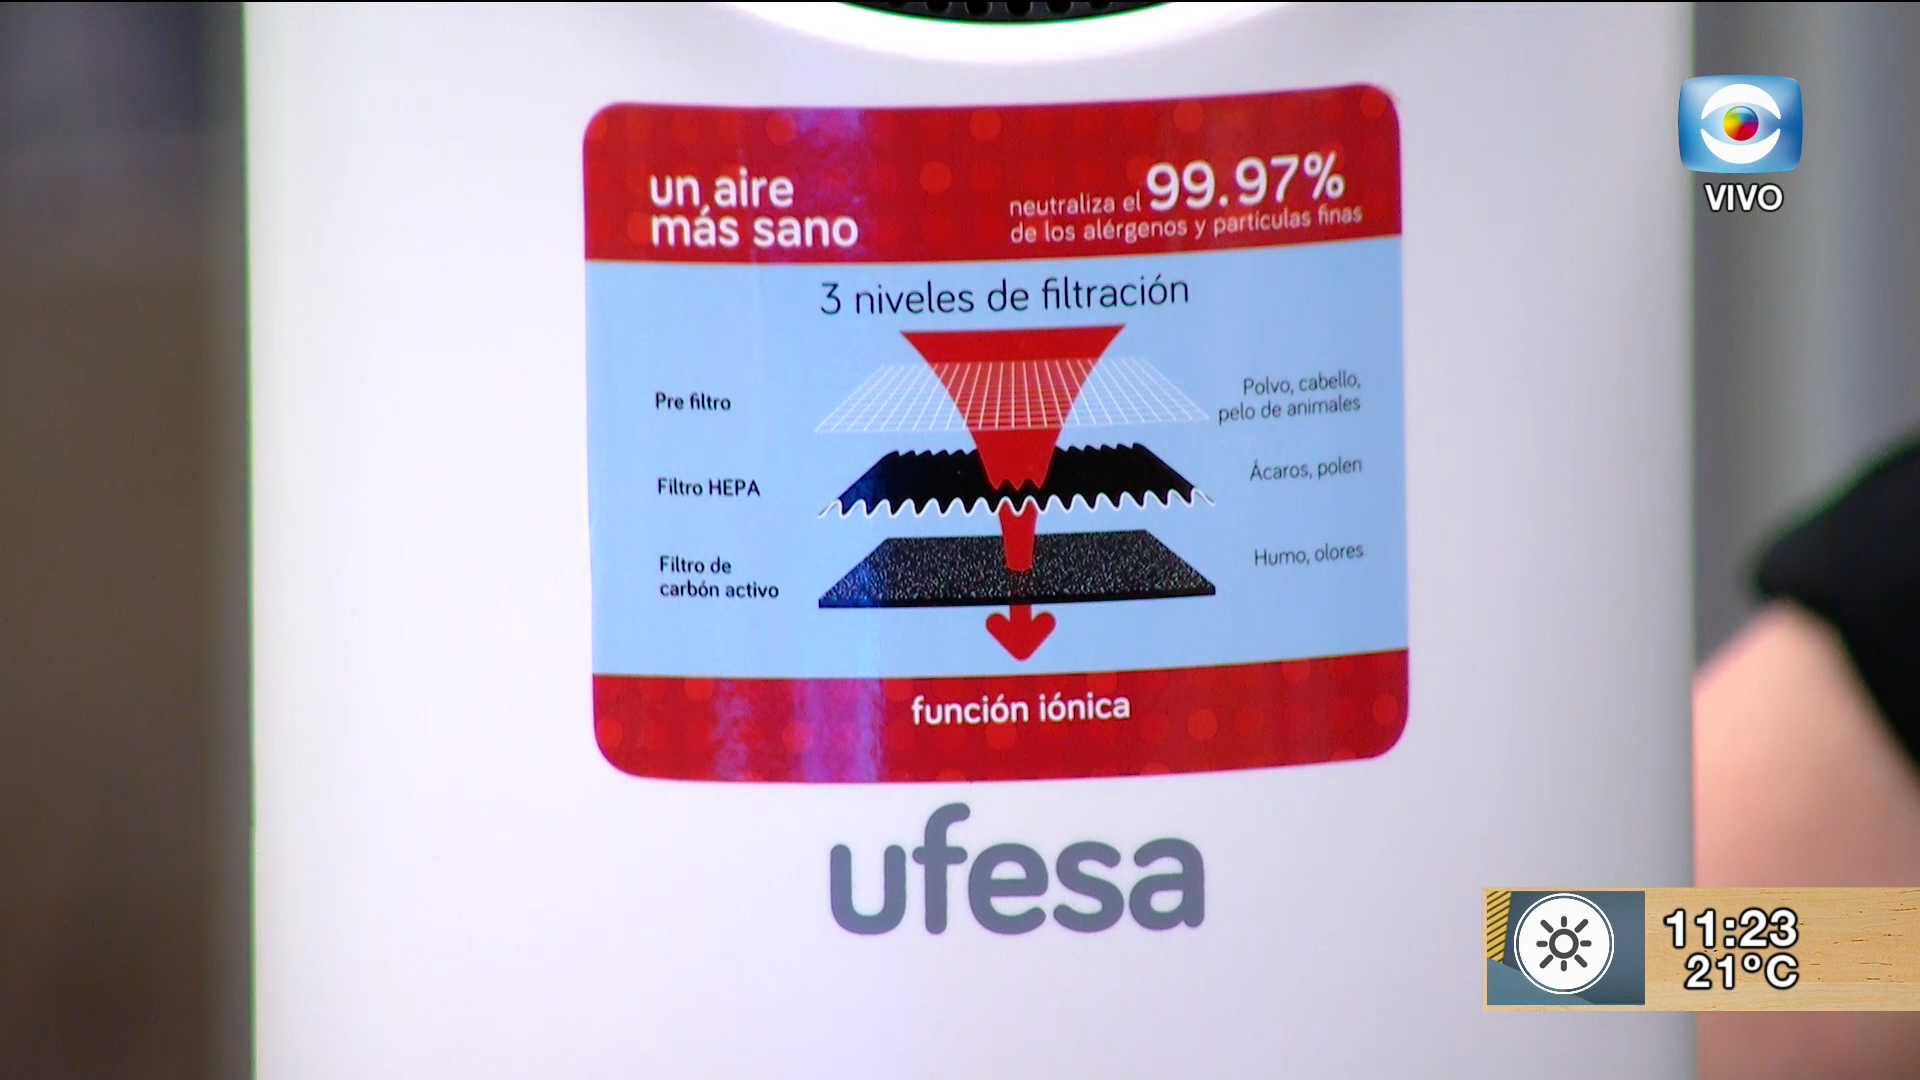 un aire
más sano
neutraliza el 99.97%
de los alérgenos y partículas finas
3 niveles de filtración
Pre filtro
Polvo, cabello,
pelo de animales
Filtro HEPA
Ácaros, polen
Filtro de
carbón activo
Humo, olores
función iónica
ufesa
VIVO
11:23
21°C